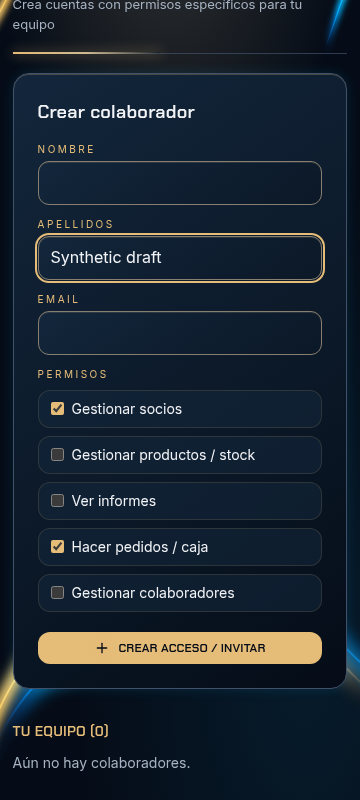 Crea cuentas con permisos específicos para tu
equipo
Crear colaborador
NOMBRE
APELLIDOS
Synthetic draft
EMAIL
PERMISOS
Gestionar socios
Gestionar productos / stock
Ver informes
Hacer pedidos / caja
Gestionar colaboradores
+ CREAR ACCESO / INVITAR
TU EQUIPO (0)
Aún no hay colaboradores.